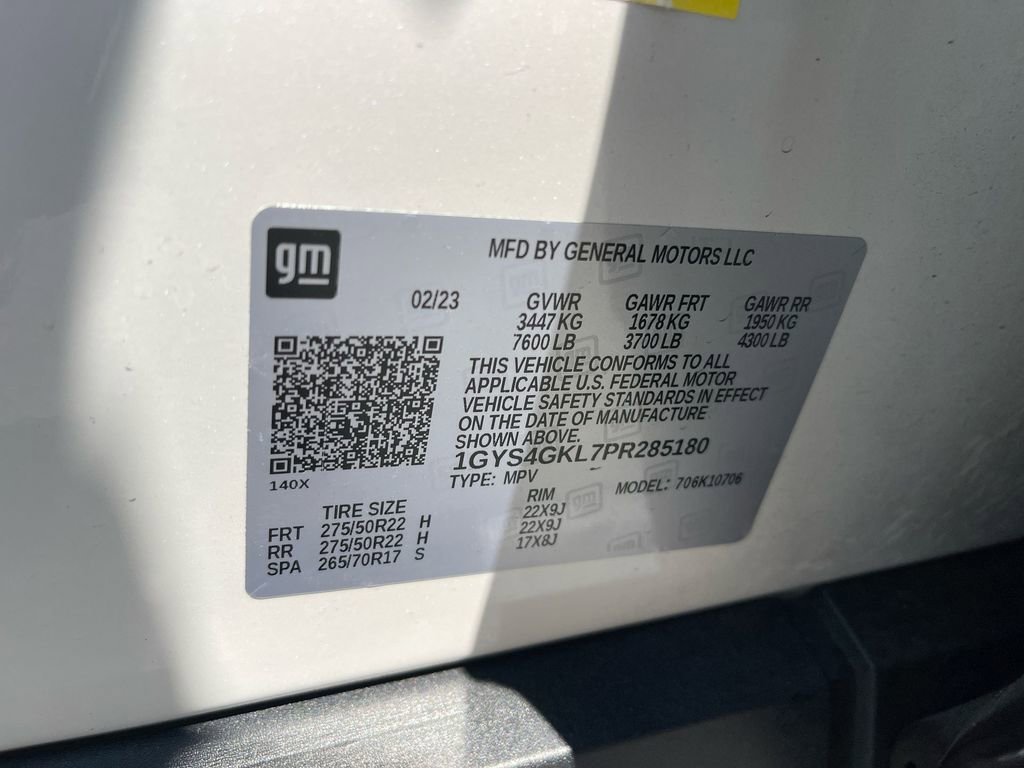 gm
MFD BY GENERAL MOTORS LLC
02/23 GVWR GAWR FRT GAWR RR
3447 KG 1678 KG 1950 KG
7600 LB 3700 LB 4300 LB
THIS VEHICLE CONFORMS TO ALL
APPLICABLE U.S. FEDERAL MOTOR
VEHICLE SAFETY STANDARDS IN EFFECT
ON THE DATE OF MANUFACTURE
SHOWN ABOVE.
1GYS4GKL7PR285180
140X
TYPE: MPV MODEL: 706K10706
TIRE SIZE RIM
FRT 275/50R22 H 22X9J
RR 275/50R22 H 22X9J
SPA 265/70R17 S 17X8J